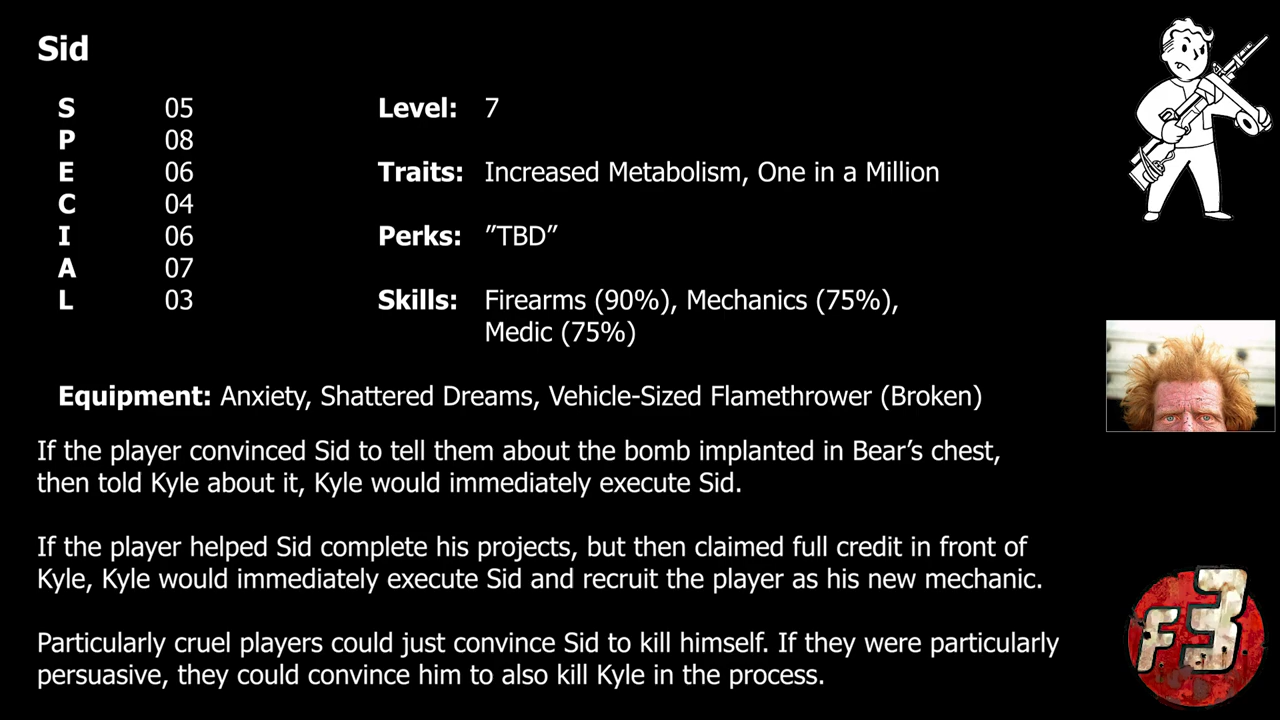 Sid
S 05 Level: 7
P 08
E 06 Traits: Increased Metabolism, One in a Million
C 04
I 06 Perks: ”TBD”
A 07
L 03 Skills: Firearms (90%), Mechanics (75%),
Medic (75%)
Equipment: Anxiety, Shattered Dreams, Vehicle-Sized Flamethrower (Broken)
If the player convinced Sid to tell them about the bomb implanted in Bear’s chest,
then told Kyle about it, Kyle would immediately execute Sid.
If the player helped Sid complete his projects, but then claimed full credit in front of
Kyle, Kyle would immediately execute Sid and recruit the player as his new mechanic.
Particularly cruel players could just convince Sid to kill himself. If they were particularly
persuasive, they could convince him to also kill Kyle in the process.
F3